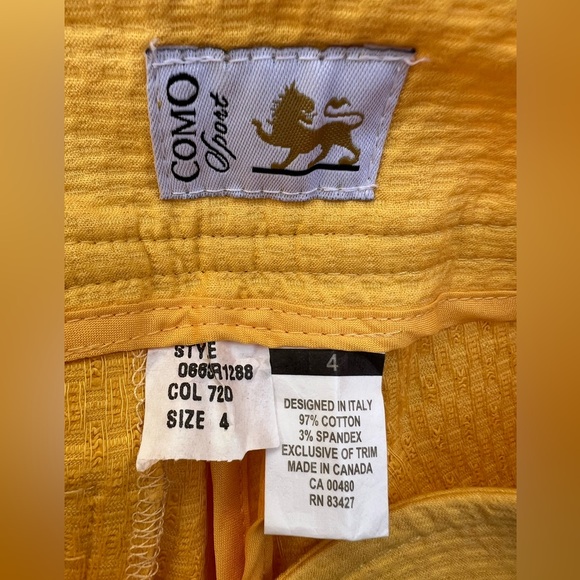 COMO
Sport
STYE
0663R1288
COL 720
SIZE 4
4
DESIGNED IN ITALY
97% COTTON
3% SPANDEX
EXCLUSIVE OF TRIM
MADE IN CANADA
CA 00480
RN 83427